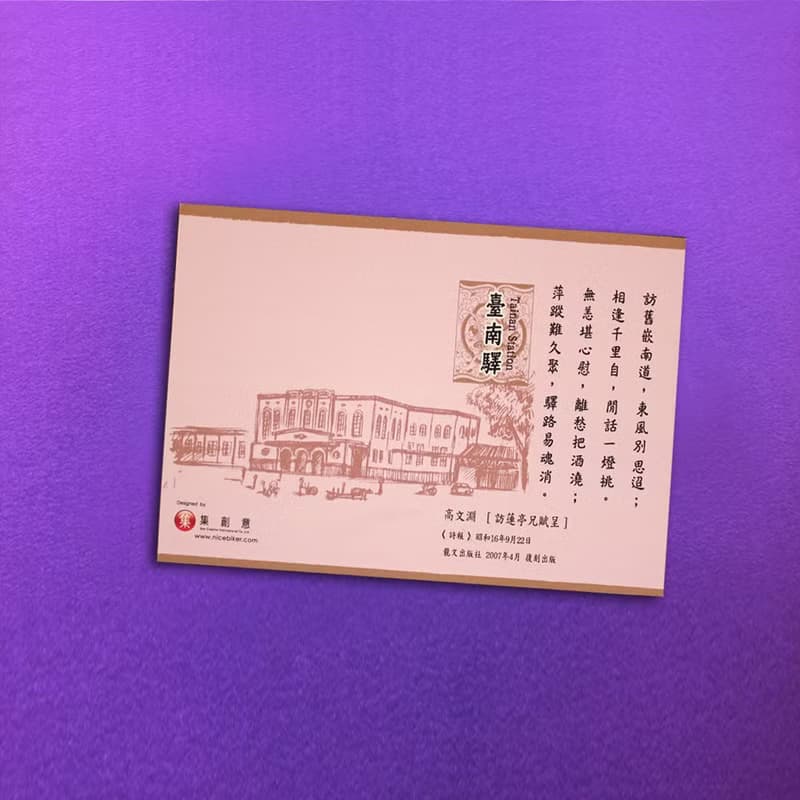 訪舊嵌南道，東風別思迢；
相逢千里自，閒話一燈挑。
無恙堪心慰，離愁把酒澆；
萍蹤難久聚，驛路易魂消。
臺南驛
Tainan Station
高文淵 [訪蓮亭兄賦呈]
《詩報》昭和16年9月22日
龍文出版社 2007年4月 復刻出版
Designed by
集 集創意
www.nicebiker.com